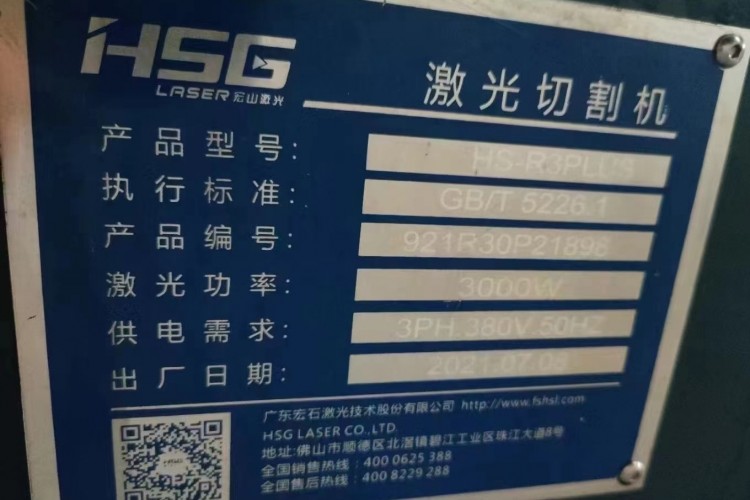 HSG
LASER 宏山激光
激光切割机
产品型号: HS-R3PLUS
执行标准: GB/T 5226.1
产品编号: 921R30P21896
激光功率: 3000W
供电需求: 3PH.380V.50HZ
出厂日期: 2021.07.08
广东宏石激光技术股份有限公司 http://www.fshsl.com
HSG LASER CO.,LTD.
地址:佛山市顺德区北滘镇碧江工业区珠江大道8号
全国销售热线: 400 0625 388
全国售后热线: 400 8229 288